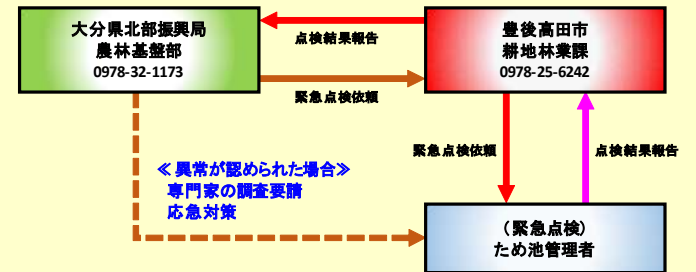 大分県北部振興局
農林基盤部
0978-32-1173
点検結果報告
緊急点検依頼
豊後高田市
耕地林業課
0978-25-6242
緊急点検依頼
点検結果報告
≪異常が認められた場合≫
専門家の調査要請
応急対策
（緊急点検）
ため池管理者